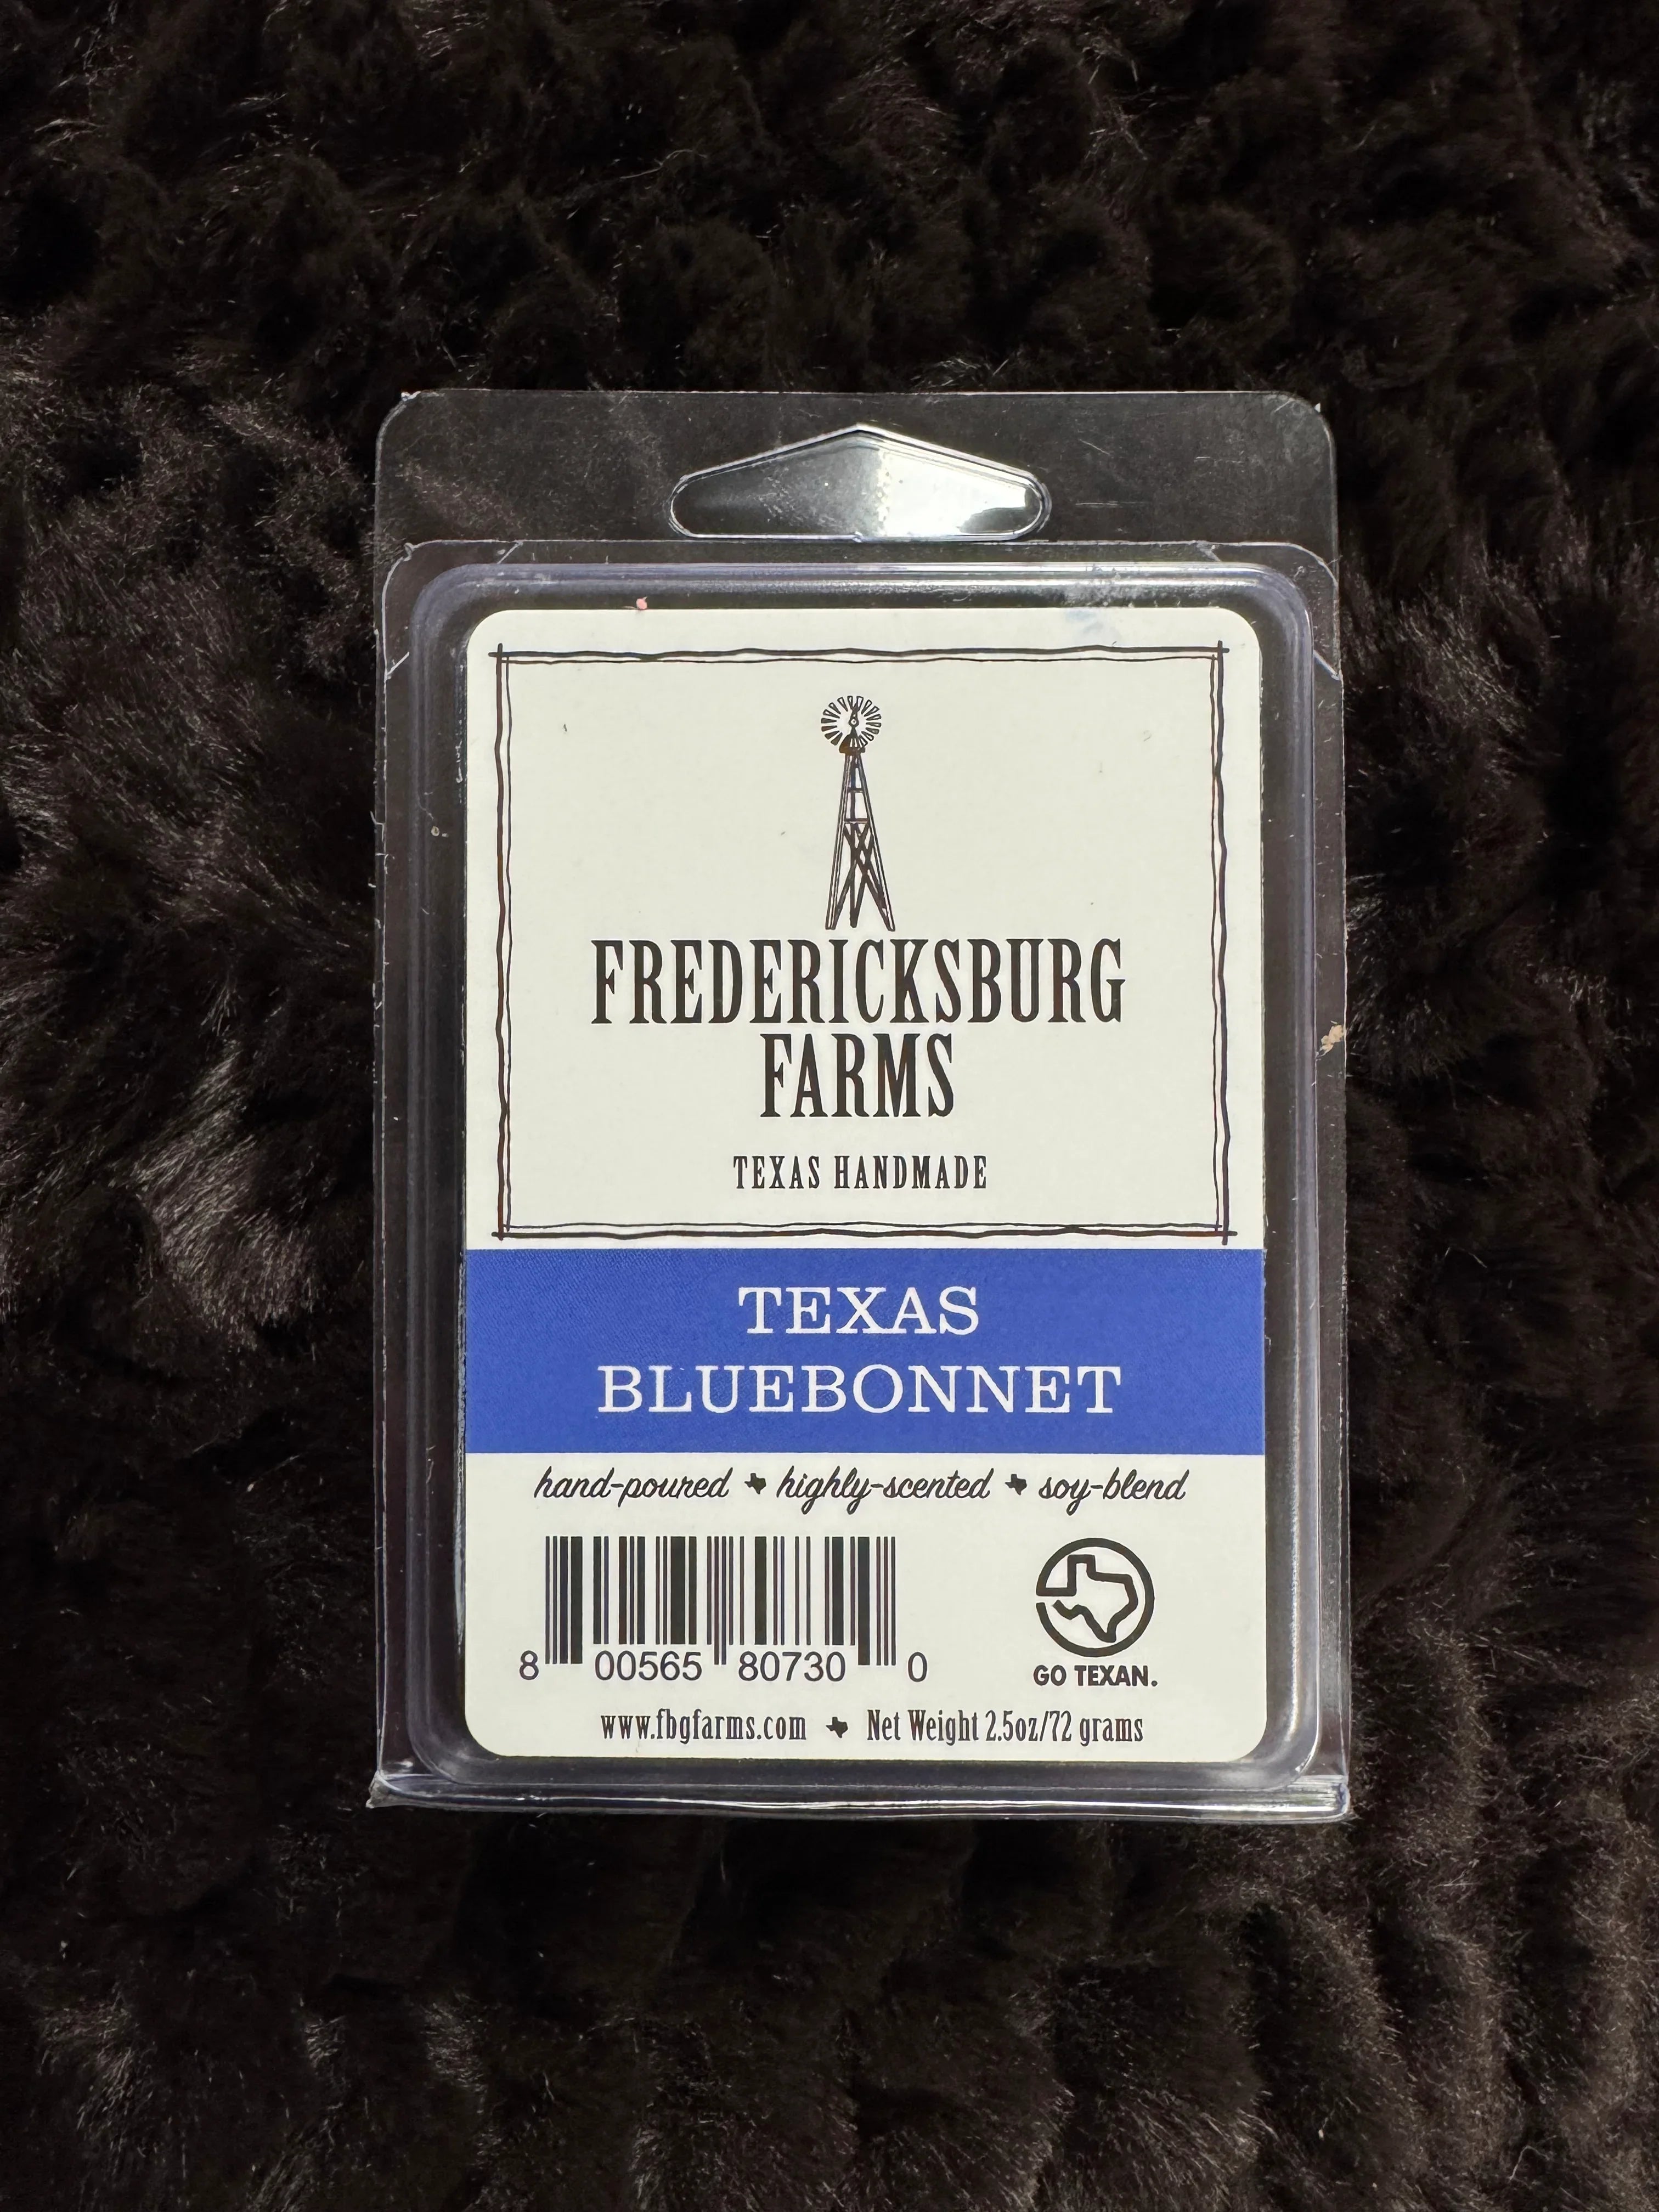 FREDERICKSBURG
FARMS
TEXAS HANDMADE
TEXAS
BLUEBONNET
hand-poured highly-scented soy-blend
8 00565 80730 0
GO TEXAN.
www.fbgfarms.com Net Weight 2.5oz/72 grams